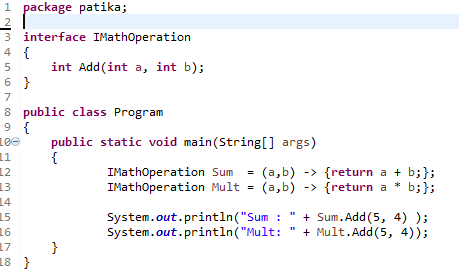 1 package patika;
2
3 interface IMathOperation
4 {
5     int Add(int a, int b);
6 }
7
8 public class Program
9 {
10     public static void main(String[] args)
11     {
12             IMathOperation Sum  = (a,b) -> {return a + b;};
13             IMathOperation Mult = (a,b) -> {return a * b;};
14
15             System.out.println("Sum : " + Sum.Add(5, 4) );
16             System.out.println("Mult: " + Mult.Add(5, 4));
17     }
18 }